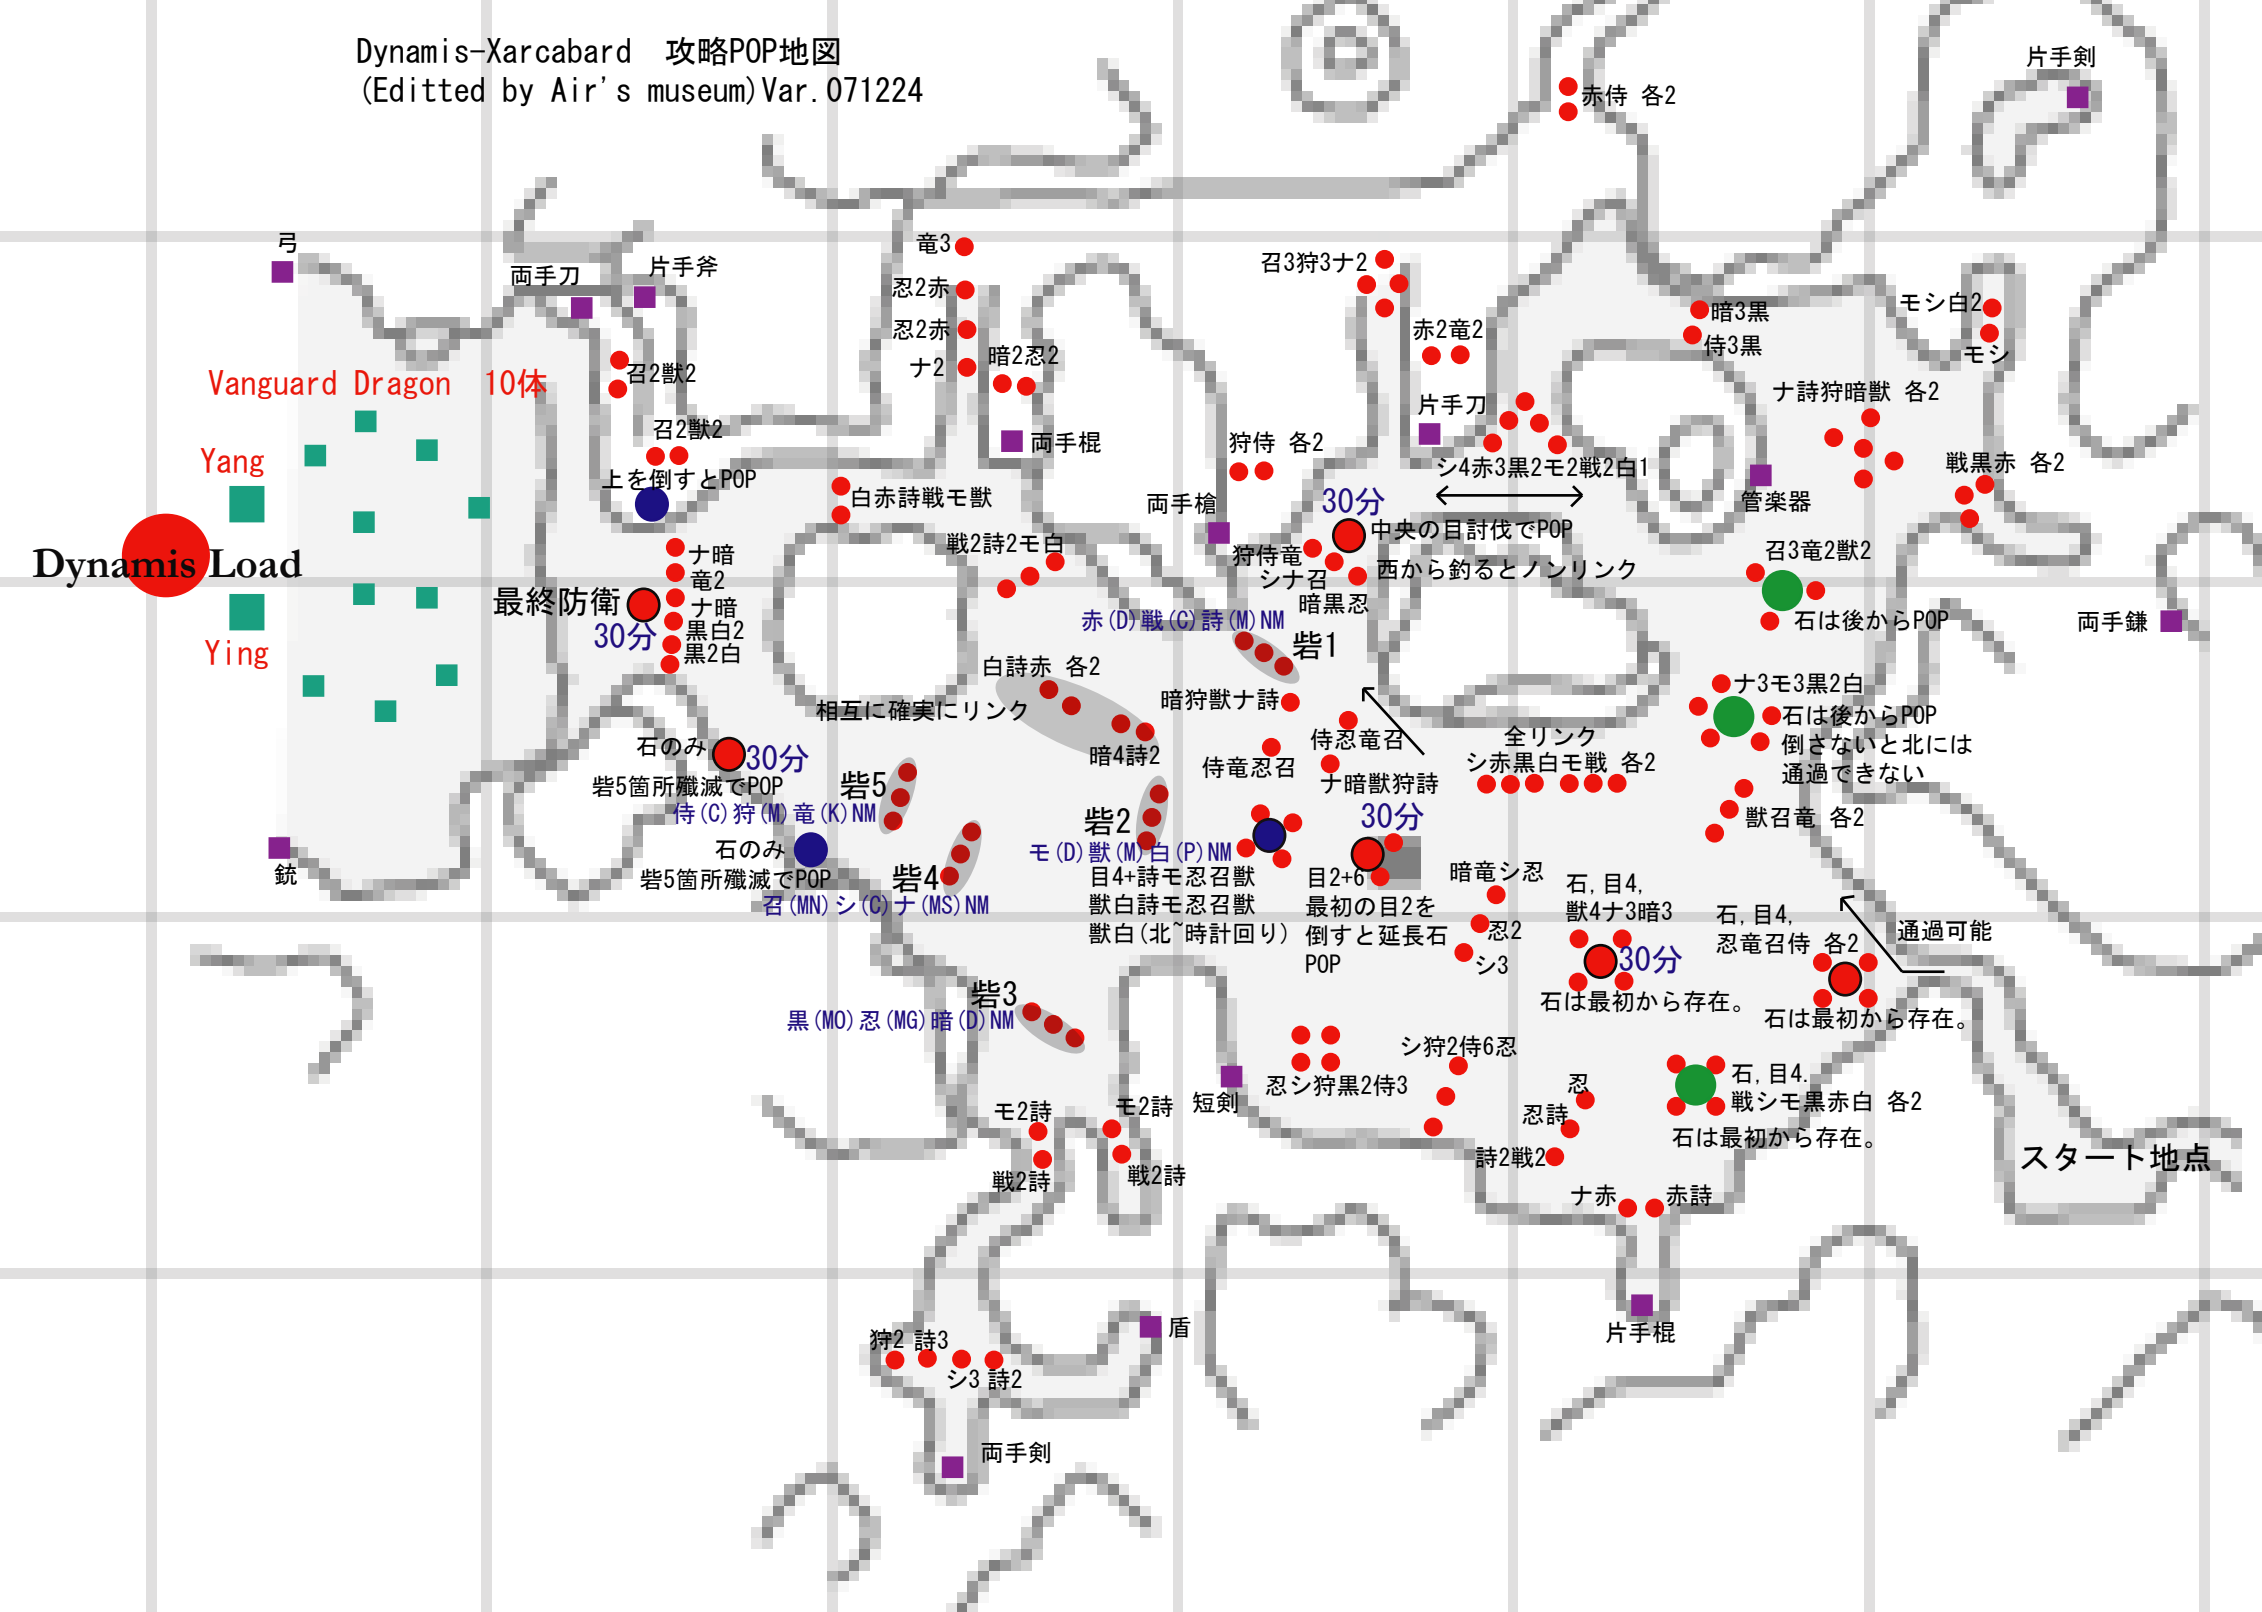 Dynamis-Xarcabard 攻略POP地図
(Editted by Air's museum)Var.071224
片手剣
赤侍 各2
弓
両手刀
片手斧
竜3
忍2赤
忍2赤
ナ2
暗2忍2
両手棍
召3狩3ナ2
赤2竜2
片手刀
暗3黒
侍3黒
モシ白2
モシ
ナ詩狩暗獣 各2
戦黒赤 各2
管楽器
召2獣2
召2獣2
上を倒すとPOP
Vanguard Dragon 10体
Yang
Dynamis Load
Ying
白赤詩戦モ獣
戦2詩2モ白
狩侍 各2
両手槍
シ4赤3黒2モ2戦2白1
30分
中央の目討伐でPOP
西から釣るとノンリンク
狩侍竜
シナ召
暗黒忍
召3竜2獣2
石は後からPOP
両手鎌
ナ暗
竜2
ナ暗
黒白2
黒2白
最終防衛
30分
赤(D)戦(C)詩(M)NM
砦1
白詩赤 各2
相互に確実にリンク
暗4詩2
暗狩獣ナ詩
侍忍竜召
侍竜忍召
ナ暗獣狩詩
全リンク
シ赤黒白モ戦 各2
ナ3モ3黒2白
石は後からPOP
倒さないと北には
通過できない
獣召竜 各2
石のみ
30分
砦5箇所殲滅でPOP
砦5
侍(C)狩(M)竜(K)NM
石のみ
砦5箇所殲滅でPOP
砦4
召(MN)シ(C)ナ(MS)NM
砦2
モ(D)獣(M)白(P)NM
目4+詩モ忍召獣
獣白詩モ忍召獣
獣白(北~時計回り)
30分
目2+6
最初の目2を
倒すと延長石
POP
暗竜シ忍
忍2
シ3
石,目4,
獣4ナ3暗3
30分
石は最初から存在。
石,目4,
忍竜召侍 各2
石は最初から存在。
通過可能
銃
砦3
黒(MO)忍(MG)暗(D)NM
モ2詩
戦2詩
モ2詩
戦2詩
短剣
忍シ狩黒2侍3
シ狩2侍6忍
忍
忍詩
詩2戦2
石,目4.
戦シモ黒赤白 各2
石は最初から存在。
スタート地点
ナ赤
赤詩
片手棍
盾
狩2 詩3
シ3 詩2
両手剣